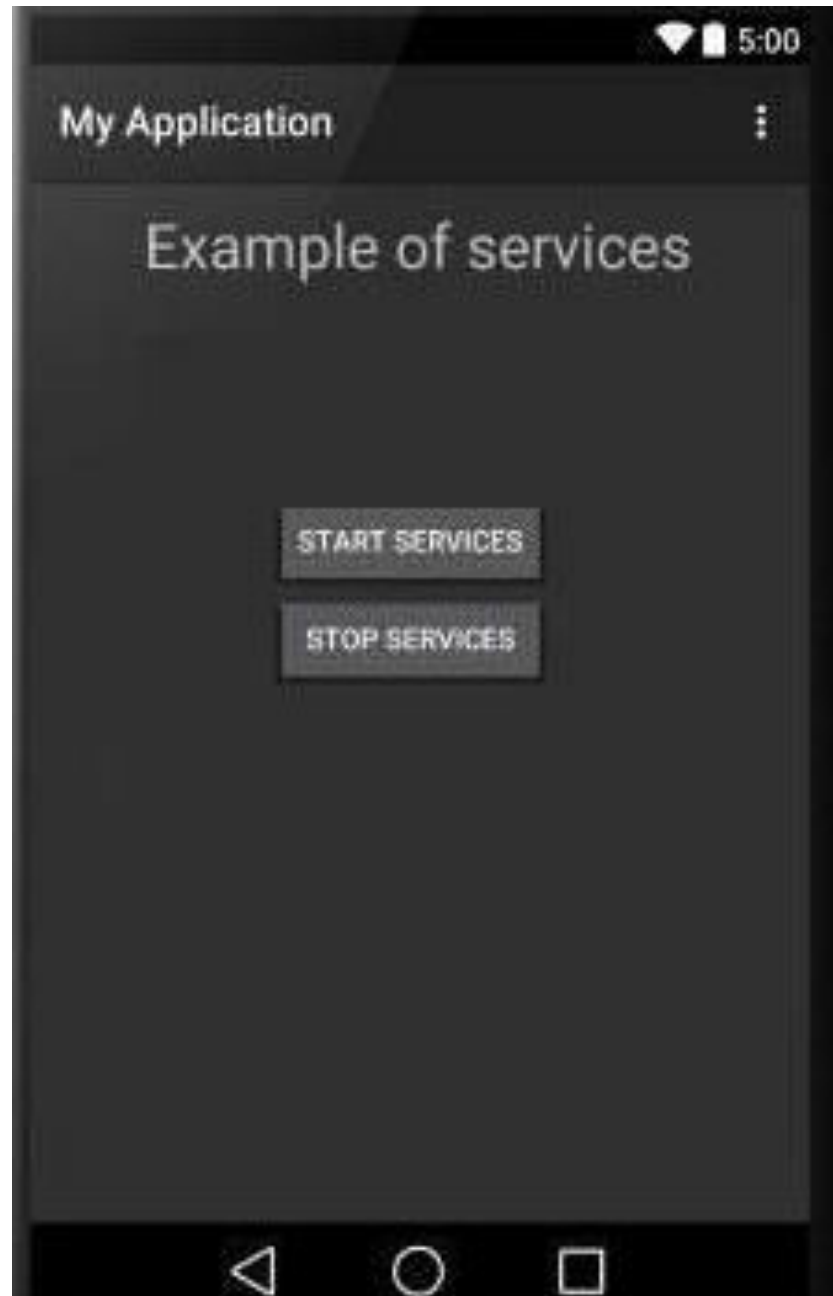 5:00
My Application
Example of services
START SERVICES
STOP SERVICES